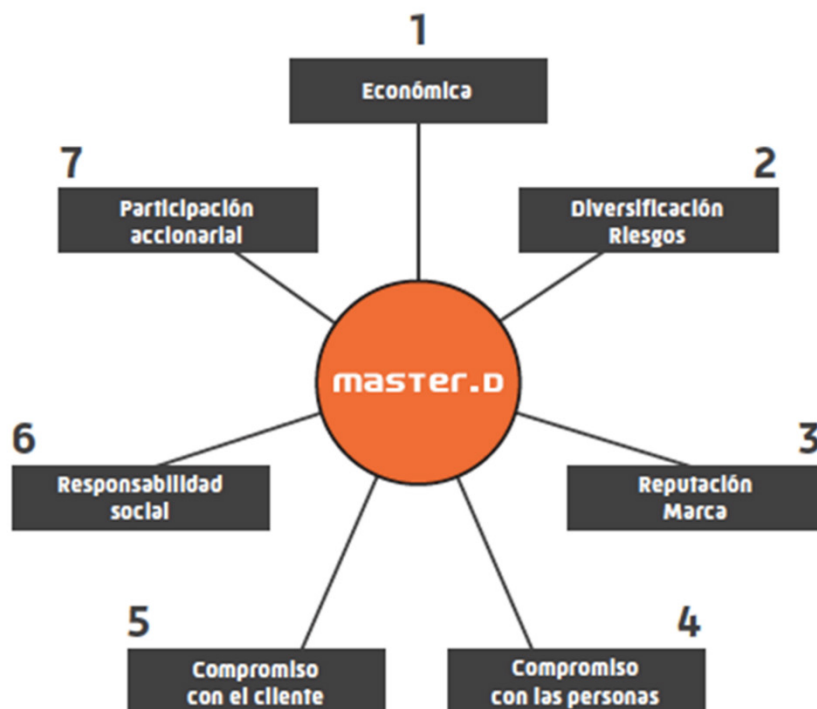 1
Económica
2
Diversificación
Riesgos
3
Reputación
Marca
4
Compromiso
con las personas
5
Compromiso
con el cliente
6
Responsabilidad
social
7
Participación
accionarial
master.D